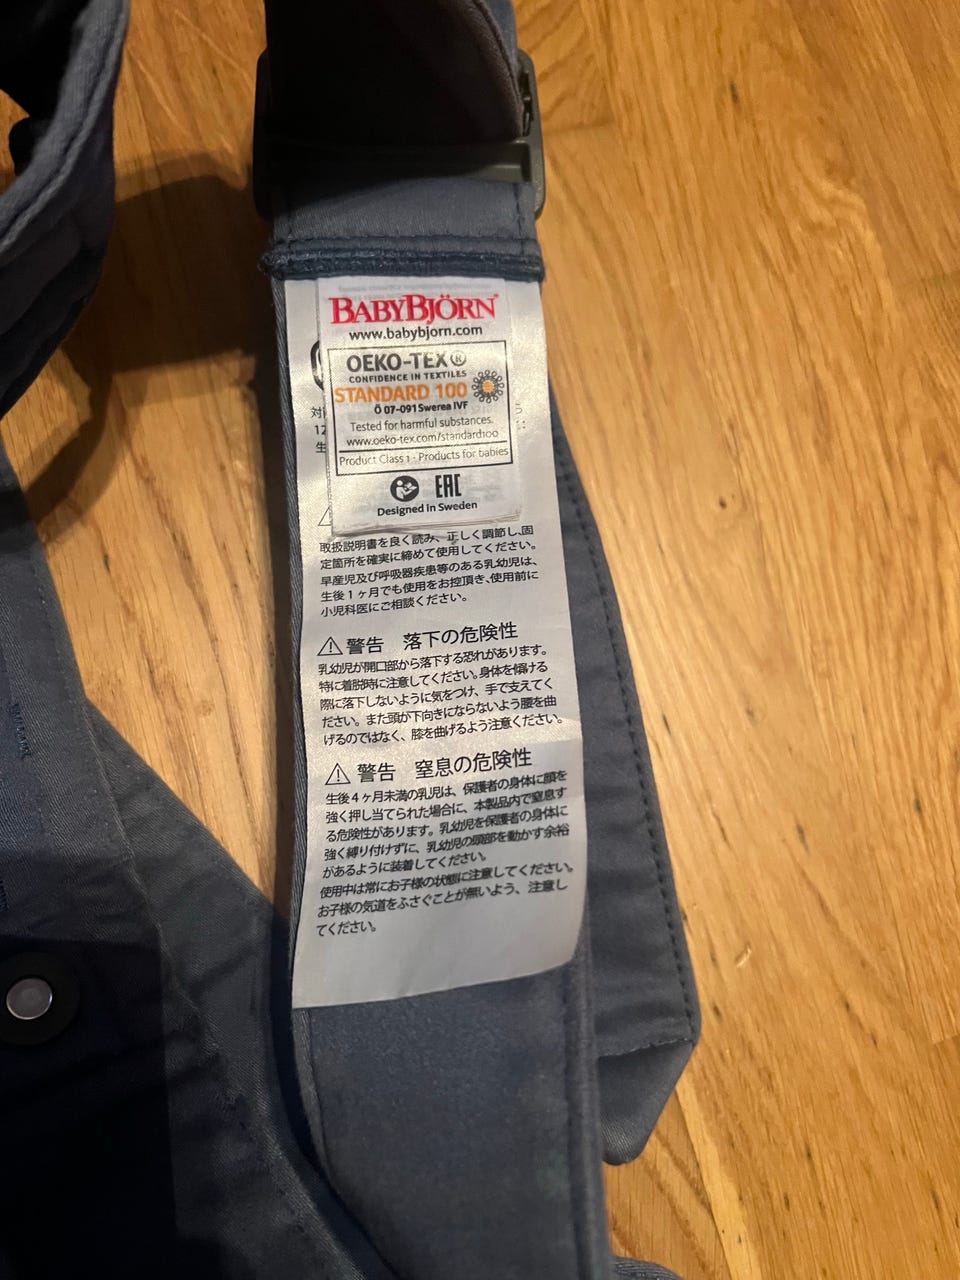 BABYBJÖRN®
www.babybjorn.com
OEKO-TEX®
CONFIDENCE IN TEXTILES
STANDARD 100
Ö 07-091 Swerea IVF
Tested for harmful substances.
www.oeko-tex.com/standard100
Product Class 1 · Products for babies
EAC
Designed in Sweden
対
12
生
取扱説明書を良く読み、正しく調節し、固
定箇所を確実に締めて使用してください。
早産児及び呼吸器疾患等のある乳幼児は、
生後1ヶ月でも使用をお控頂き、使用前に
小児科医にご相談ください。
⚠警告 落下の危険性
乳幼児が開口部から落下する恐れがあります。
特に着脱時に注意してください。身体を傾ける
際に落下しないように気をつけ、手で支えてく
ださい。また頭が下向きにならないよう腰を曲
げるのではなく、膝を曲げるよう注意ください。
⚠警告 窒息の危険性
生後4ヶ月未満の乳児は、保護者の身体に顔を
強く押し当てられた場合に、本製品内で窒息す
る危険性があります。乳幼児を保護者の身体に
強く縛り付けずに、乳幼児の頭部を動かす余裕
があるように装着してください。
使用中は常にお子様の状態に注意してください。
お子様の気道をふさぐことが無いよう、注意し
てください。